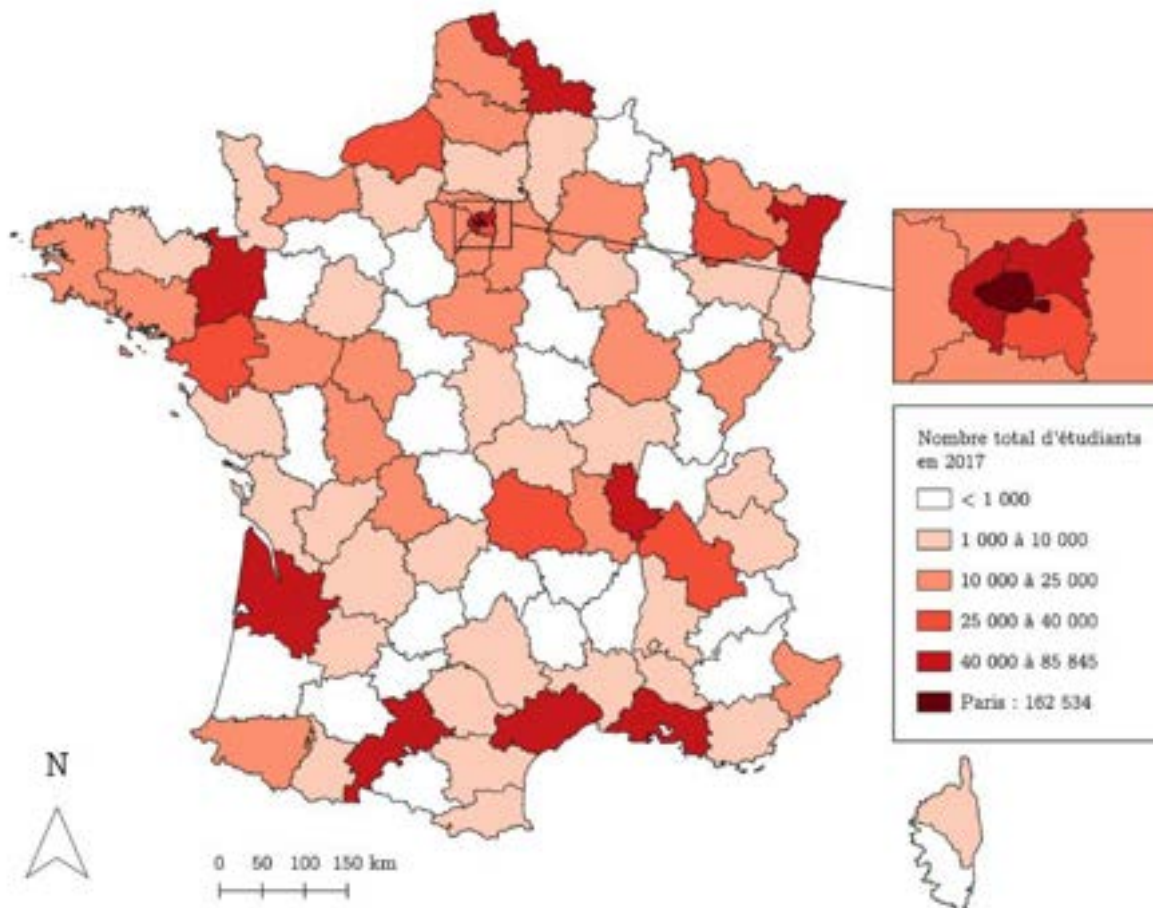 Nombre total d'étudiants
en 2017
< 1 000
1 000 à 10 000
10 000 à 25 000
25 000 à 40 000
40 000 à 85 845
Paris : 162 534
N
0 50 100 150 km